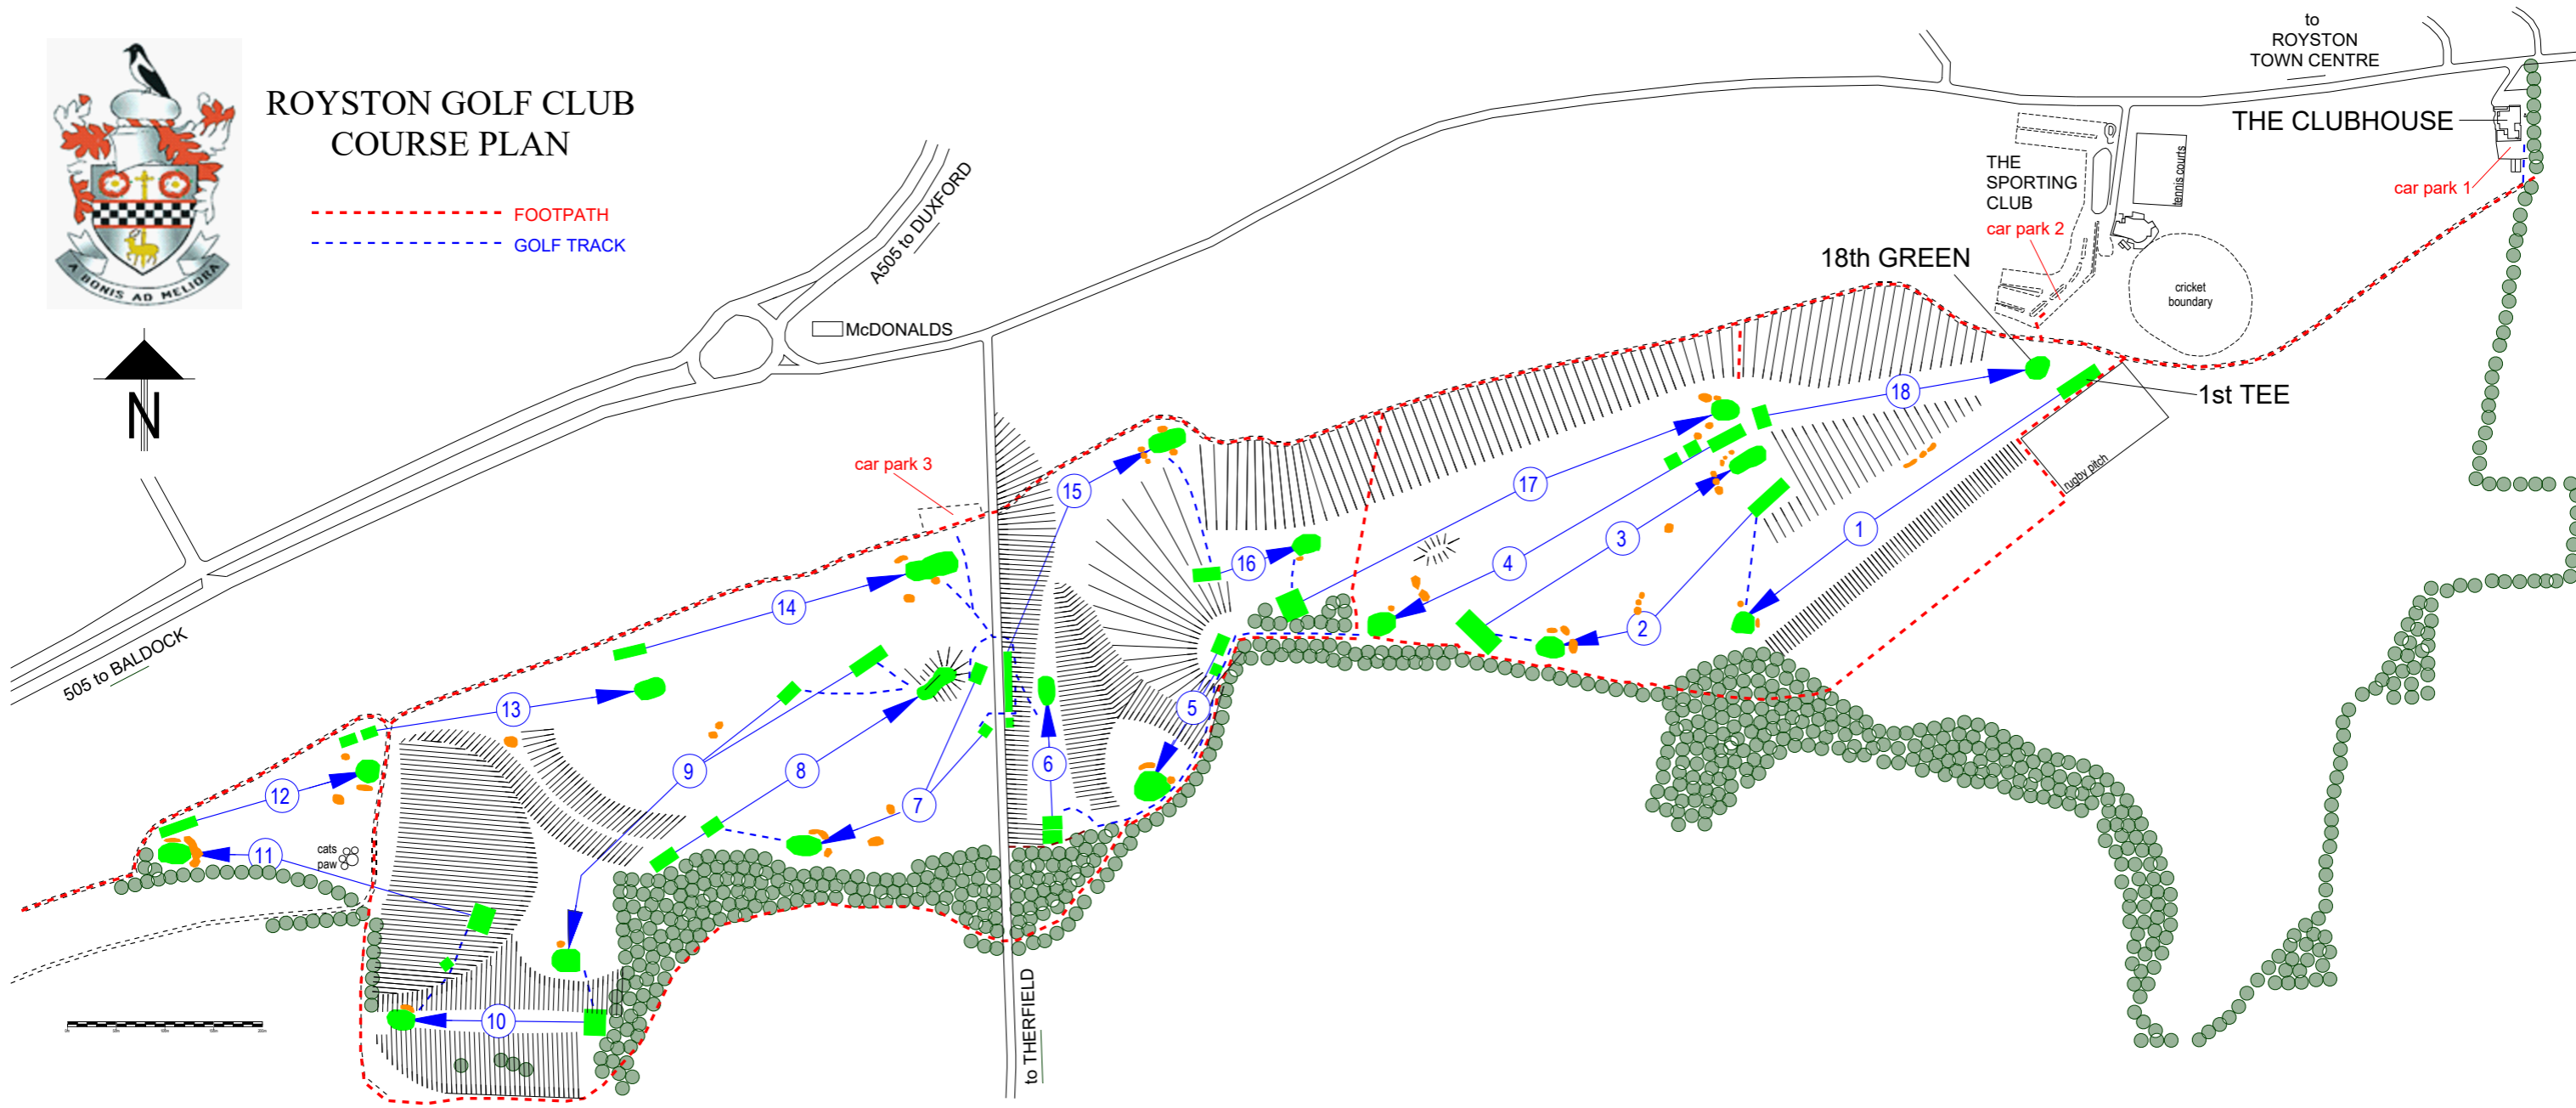 ROYSTON GOLF CLUB
COURSE PLAN
FOOTPATH
GOLF TRACK
A BONIS AD MELIORA
N
A505 to DUXFORD
McDONALDS
505 to BALDOCK
car park 3
to
ROYSTON
TOWN CENTRE
THE CLUBHOUSE
car park 1
THE
SPORTING
CLUB
car park 2
tennis courts
cricket
boundary
18th GREEN
1st TEE
rugby pitch
18
17
15
16
4
3
1
2
14
13
12
11
cats
paw
9
8
7
6
5
10
to THERFIELD